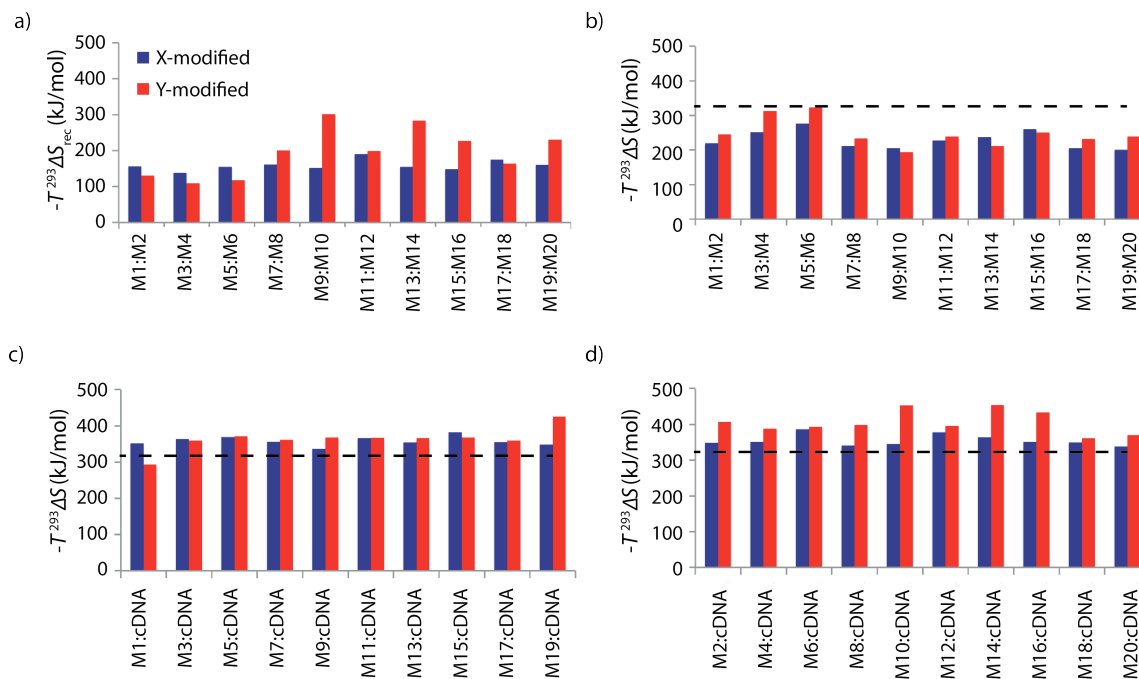 a)
500
400
300
200
100
0
-T²⁹³ΔS_rec (kJ/mol)
X-modified
Y-modified
M1:M2
M3:M4
M5:M6
M7:M8
M9:M10
M11:M12
M13:M14
M15:M16
M17:M18
M19:M20
b)
500
400
300
200
100
0
-T²⁹³ΔS (kJ/mol)
M1:M2
M3:M4
M5:M6
M7:M8
M9:M10
M11:M12
M13:M14
M15:M16
M17:M18
M19:M20
c)
500
400
300
200
100
0
-T²⁹³ΔS (kJ/mol)
M1:cDNA
M3:cDNA
M5:cDNA
M7:cDNA
M9:cDNA
M11:cDNA
M13:cDNA
M15:cDNA
M17:cDNA
M19:cDNA
d)
500
400
300
200
100
0
-T²⁹³ΔS (kJ/mol)
M2:cDNA
M4:cDNA
M6:cDNA
M8:cDNA
M10:cDNA
M12:cDNA
M14:cDNA
M16:cDNA
M18:cDNA
M20:cDNA